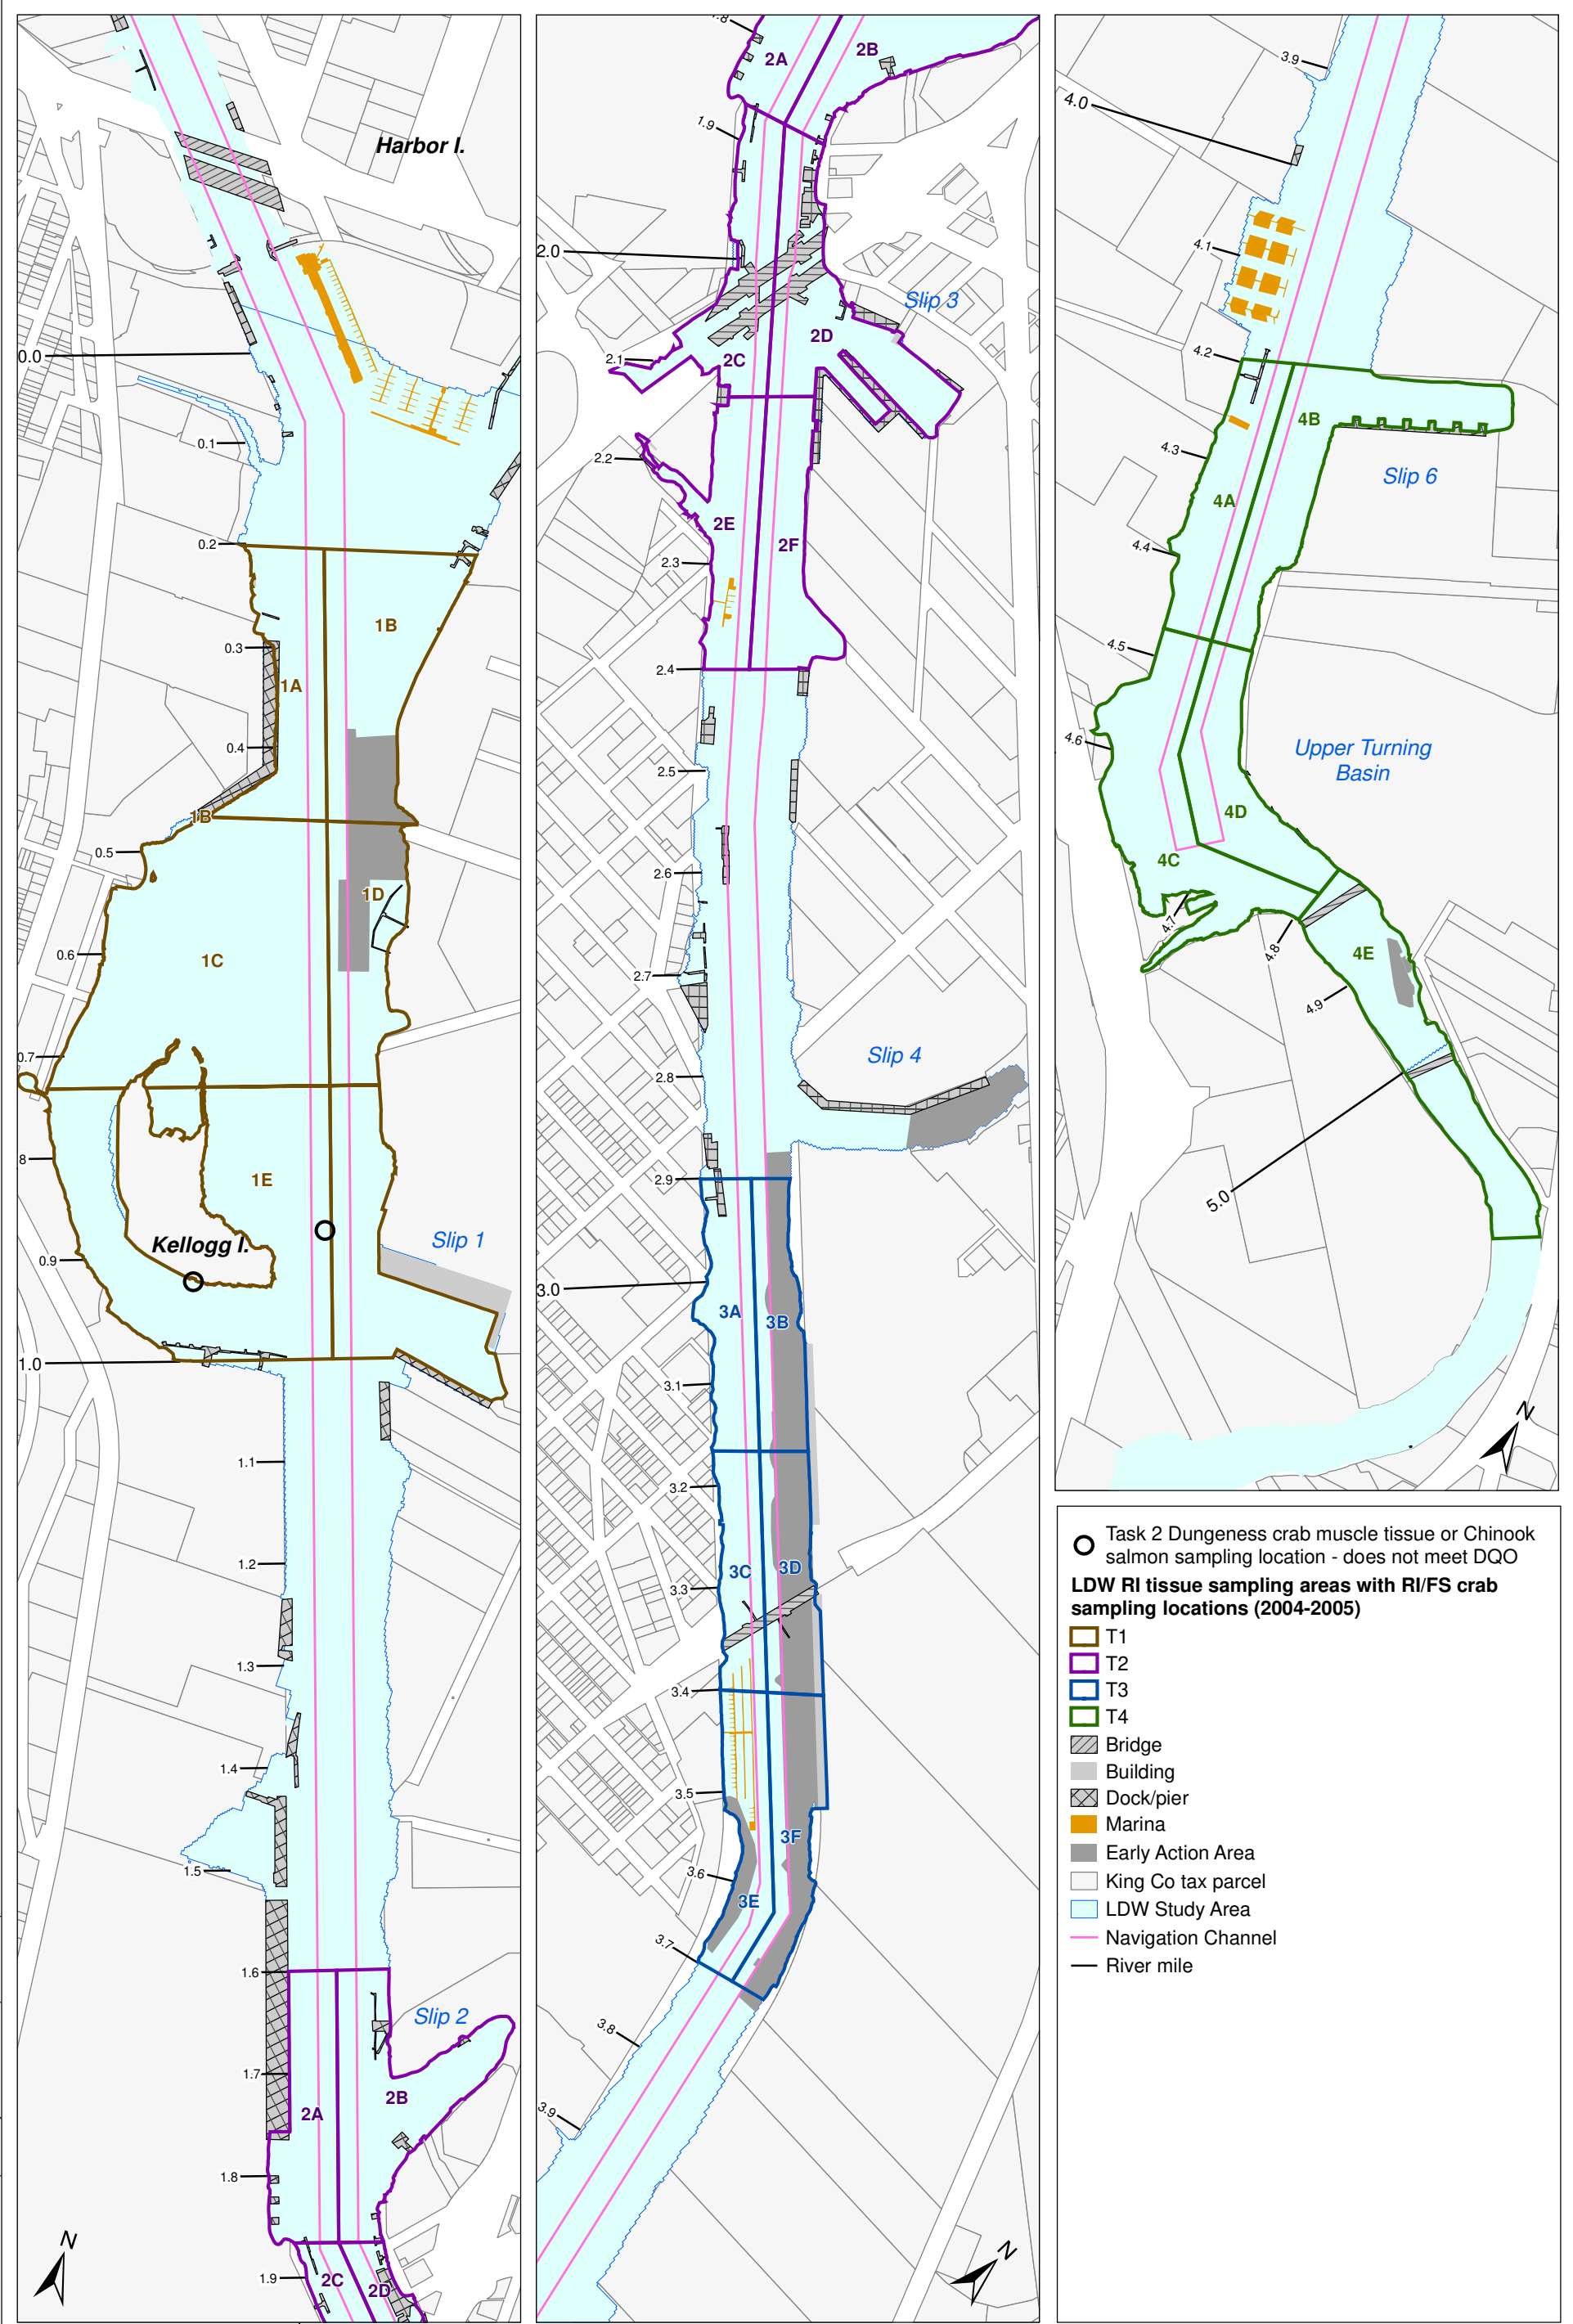 Harbor I.
0.0
0.1
0.2
1B
0.3
1A
0.4
1B
0.5
1D
0.6
1C
0.7
8
1E
Kellogg I.
Slip 1
0.9
1.0
1.1
1.2
1.3
1.4
1.5
1.6
Slip 2
1.7
2B
2A
1.8
1.9
2C
2D
N
1.8
2A
2B
1.9
2.0
Slip 3
2D
2.1
2C
2.2
2E
2F
2.3
2.4
2.5
2.6
2.7
Slip 4
2.8
2.9
3.0
3A
3B
3.1
3.2
3C
3D
3.3
3.4
3.5
3F
3.6
3E
3.7
3.8
3.9
N
3.9
4.0
4.1
4.2
4B
4.3
Slip 6
4A
4.4
4.5
4.6
Upper Turning
Basin
4D
4C
4.7
4.8
4E
4.9
5.0
N
Task 2 Dungeness crab muscle tissue or Chinook
salmon sampling location - does not meet DQO
LDW RI tissue sampling areas with RI/FS crab
sampling locations (2004-2005)
T1
T2
T3
T4
Bridge
Building
Dock/pier
Marina
Early Action Area
King Co tax parcel
LDW Study Area
Navigation Channel
River mile